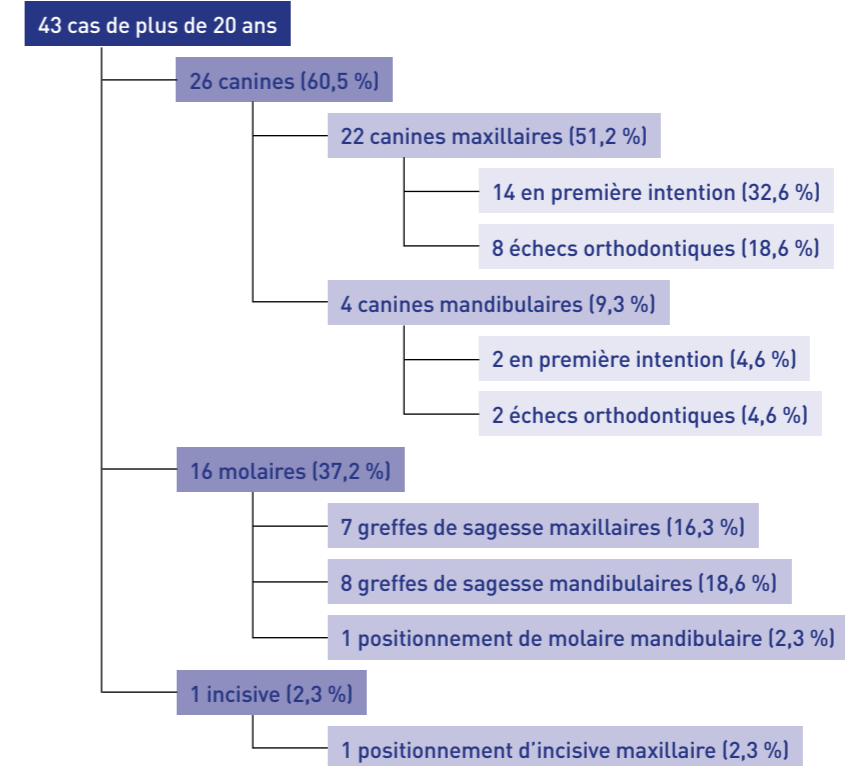 43 cas de plus de 20 ans
26 canines (60,5 %)
22 canines maxillaires (51,2 %)
14 en première intention (32,6 %)
8 échecs orthodontiques (18,6 %)
4 canines mandibulaires (9,3 %)
2 en première intention (4,6 %)
2 échecs orthodontiques (4,6 %)
16 molaires (37,2 %)
7 greffes de sagesse maxillaires (16,3 %)
8 greffes de sagesse mandibulaires (18,6 %)
1 positionnement de molaire mandibulaire (2,3 %)
1 incisive (2,3 %)
1 positionnement d’incisive maxillaire (2,3 %)